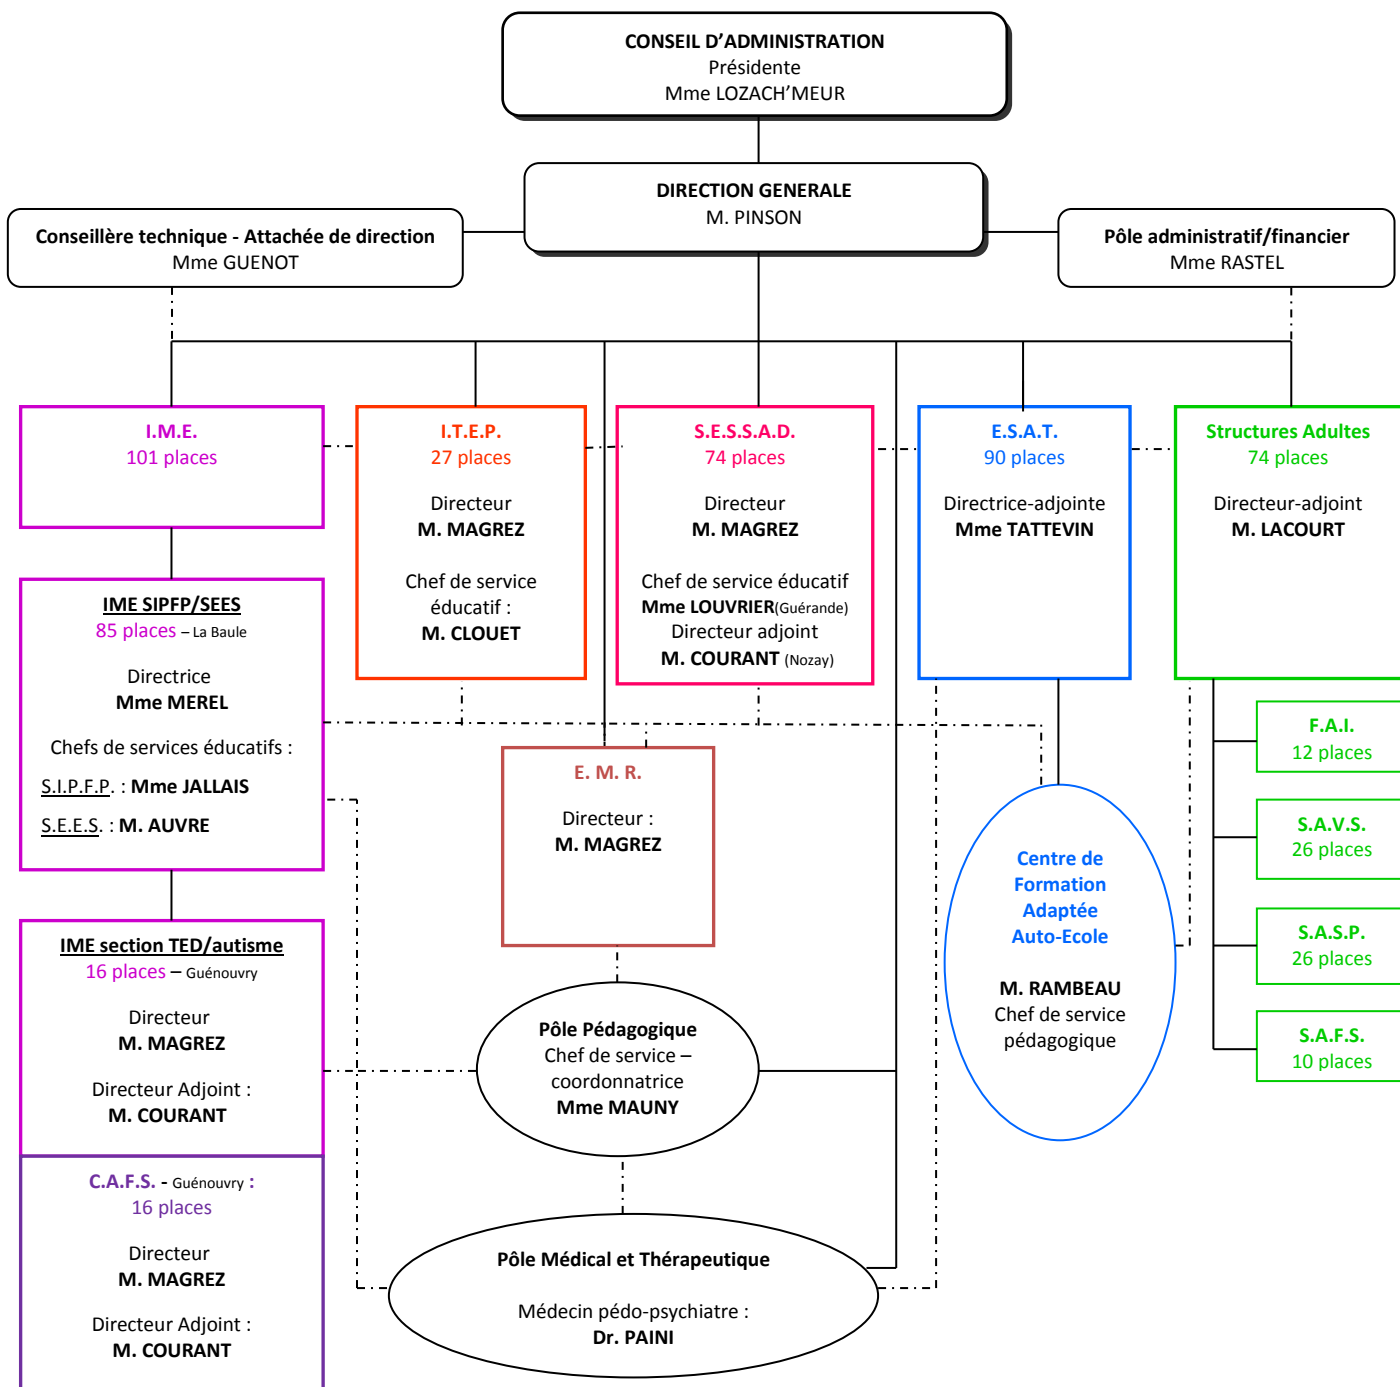 CONSEIL D’ADMINISTRATION
Présidente
Mme LOZACH’MEUR
DIRECTION GENERALE
M. PINSON
Conseillère technique - Attachée de direction
Mme GUENOT
Pôle administratif/financier
Mme RASTEL
I.M.E.
101 places
I.T.E.P.
27 places
Directeur
M. MAGREZ
Chef de service
éducatif :
M. CLOUET
S.E.S.S.A.D.
74 places
Directeur
M. MAGREZ
Chef de service éducatif
Mme LOUVRIER(Guérande)
Directeur adjoint
M. COURANT (Nozay)
E.S.A.T.
90 places
Directrice-adjointe
Mme TATTEVIN
Structures Adultes
74 places
Directeur-adjoint
M. LACOURT
IME SIPFP/SEES
85 places – La Baule
Directrice
Mme MEREL
Chefs de services éducatifs :
S.I.P.F.P. : Mme JALLAIS
S.E.E.S. : M. AUVRE
E. M. R.
Directeur :
M. MAGREZ
Centre de
Formation
Adaptée
Auto-Ecole
M. RAMBEAU
Chef de service
pédagogique
F.A.I.
12 places
S.A.V.S.
26 places
S.A.S.P.
26 places
S.A.F.S.
10 places
IME section TED/autisme
16 places – Guénouvry
Directeur
M. MAGREZ
Directeur Adjoint :
M. COURANT
Pôle Pédagogique
Chef de service –
coordonnatrice
Mme MAUNY
C.A.F.S. - Guénouvry :
16 places
Directeur
M. MAGREZ
Directeur Adjoint :
M. COURANT
Pôle Médical et Thérapeutique
Médecin pédo-psychiatre :
Dr. PAINI